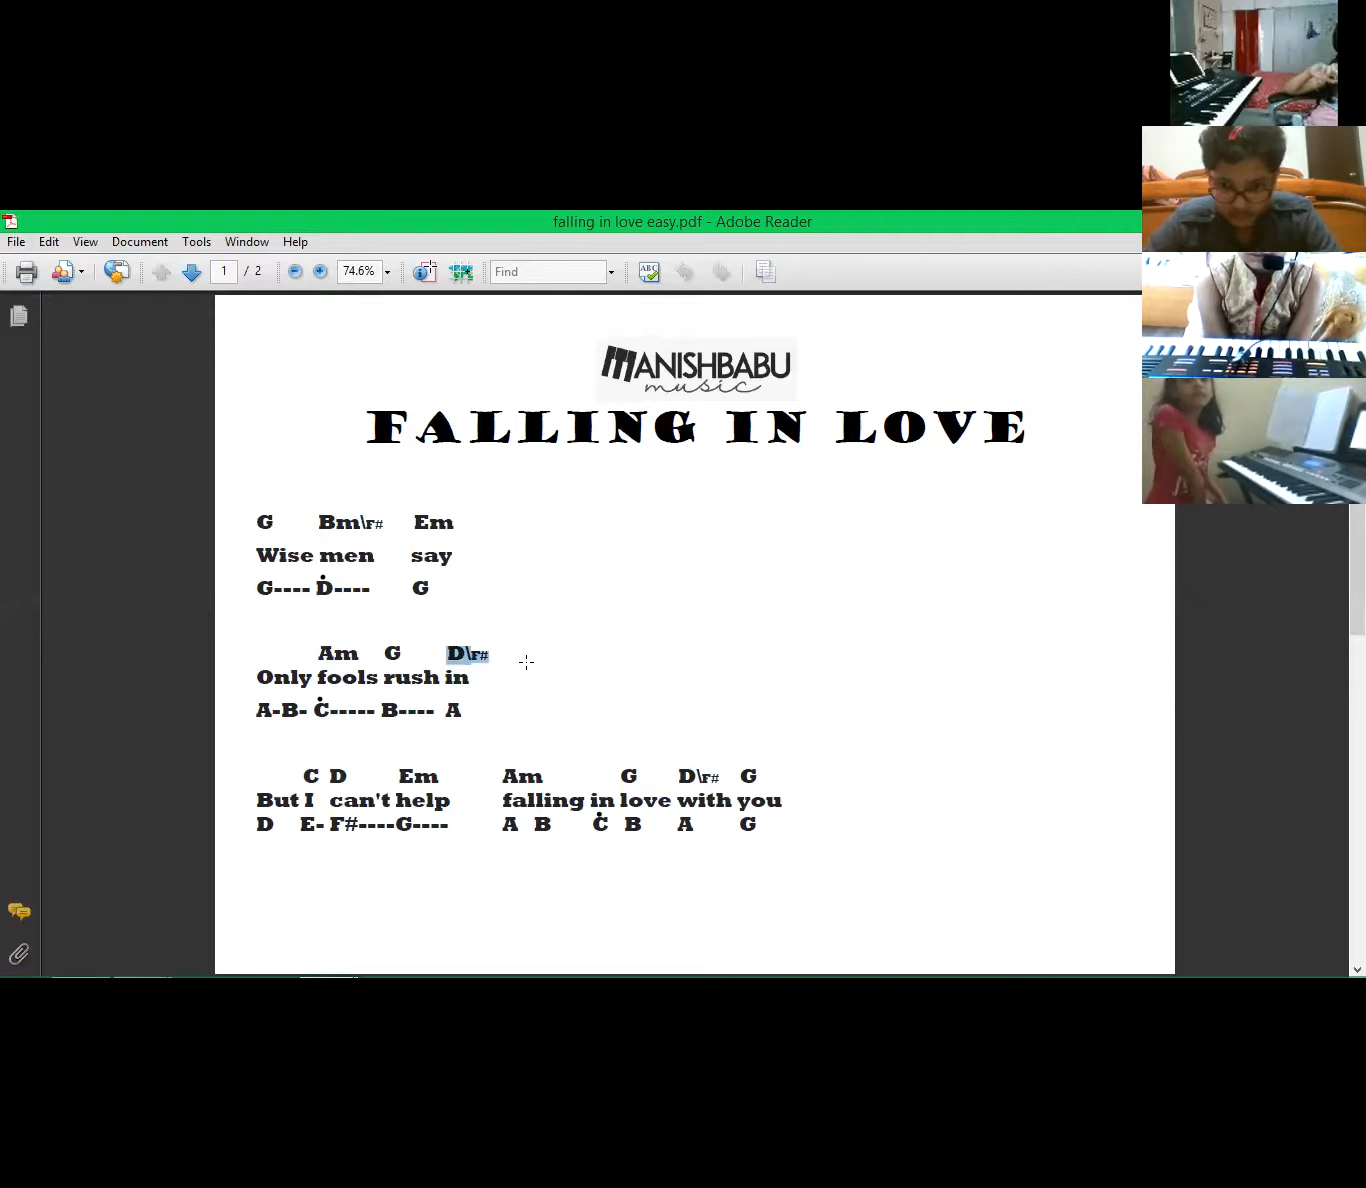 falling in love easy.pdf - Adobe Reader
File Edit View Document Tools Window Help
1 / 2 74.6% Find
MANISHBABU
music
FALLING IN LOVE
G Bm\F# Em
Wise men say
G---- Ḋ---- G
Am G D\F#
Only fools rush in
A-B- Ċ----- B---- A
C D Em Am G D\F# G
But I can't help falling in love with you
D E- F#----G---- A B Ċ B A G